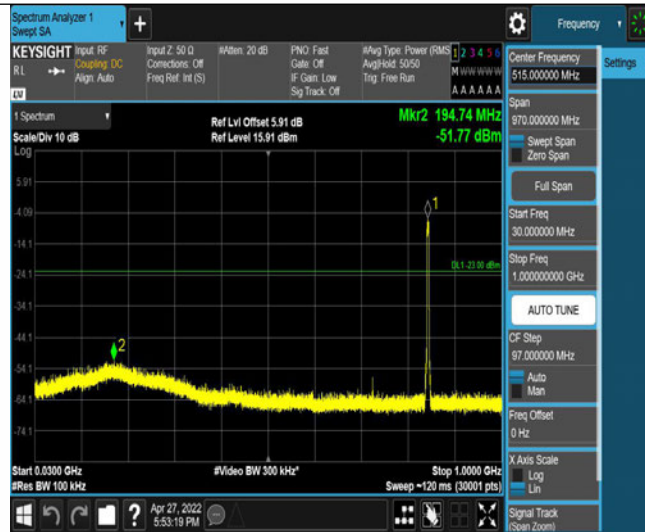 Spectrum Analyzer 1
Swept SA
Frequency
KEYSIGHT
R L
LNI
Input: RF
Coupling: DC
Align: Auto
Input Z: 50 Ω
Corrections: Off
Freq Ref: Int (S)
#Atten: 20 dB
PNO: Fast
Gate: Off
IF Gain: Low
Sig Track: Off
#Avg Type: Power (RMS
Avg|Hold: 50/50
Trig: Free Run
1 2 3 4 5 6
M W W W W W
A A A A A A
1 Spectrum
Scale/Div 10 dB
Log
Ref Lvl Offset 5.91 dB
Ref Level 15.91 dBm
Mkr2 194.74 MHz
-51.77 dBm
5.91
-4.09
-14.1
-24.1
-34.1
-44.1
-54.1
-64.1
-74.1
1
DL1 -23.00 dBm
2
Start 0.0300 GHz
#Res BW 100 kHz
#Video BW 300 kHz*
Stop 1.0000 GHz
Sweep ~120 ms (30001 pts)
Apr 27, 2022
5:53:19 PM
Center Frequency
515.000000 MHz
Settings
Span
970.000000 MHz
Swept Span
Zero Span
Full Span
Start Freq
30.000000 MHz
Stop Freq
1.000000000 GHz
AUTO TUNE
CF Step
97.000000 MHz
Auto
Man
Freq Offset
0 Hz
X Axis Scale
Log
Lin
Signal Track
(Span Zoom)